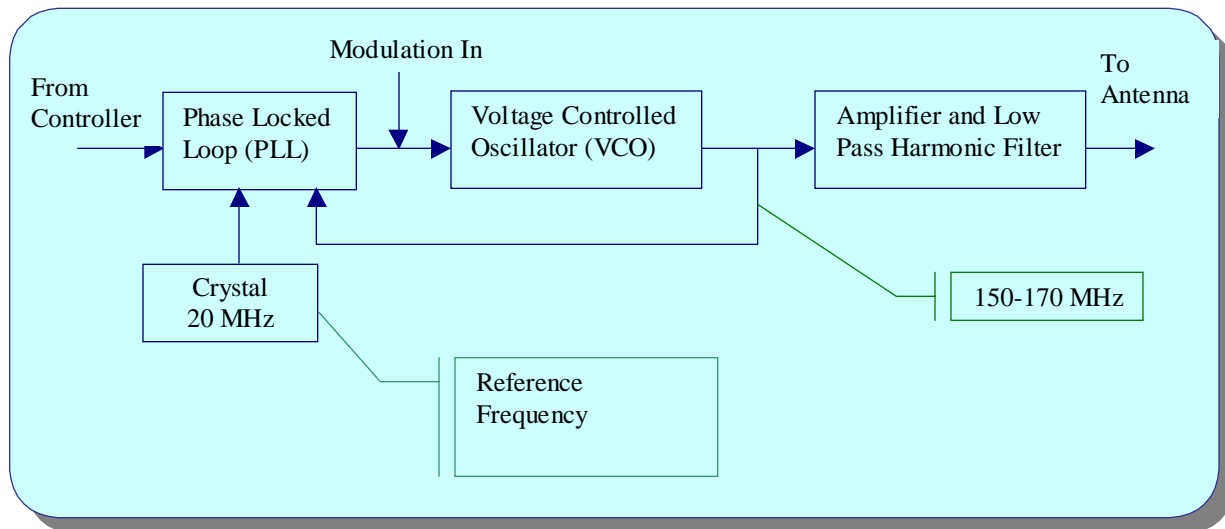 Modulation In
From
Controller
Phase Locked
Loop (PLL)
Voltage Controlled
Oscillator (VCO)
Amplifier and Low
Pass Harmonic Filter
To
Antenna
Crystal
20 MHz
150-170 MHz
Reference
Frequency